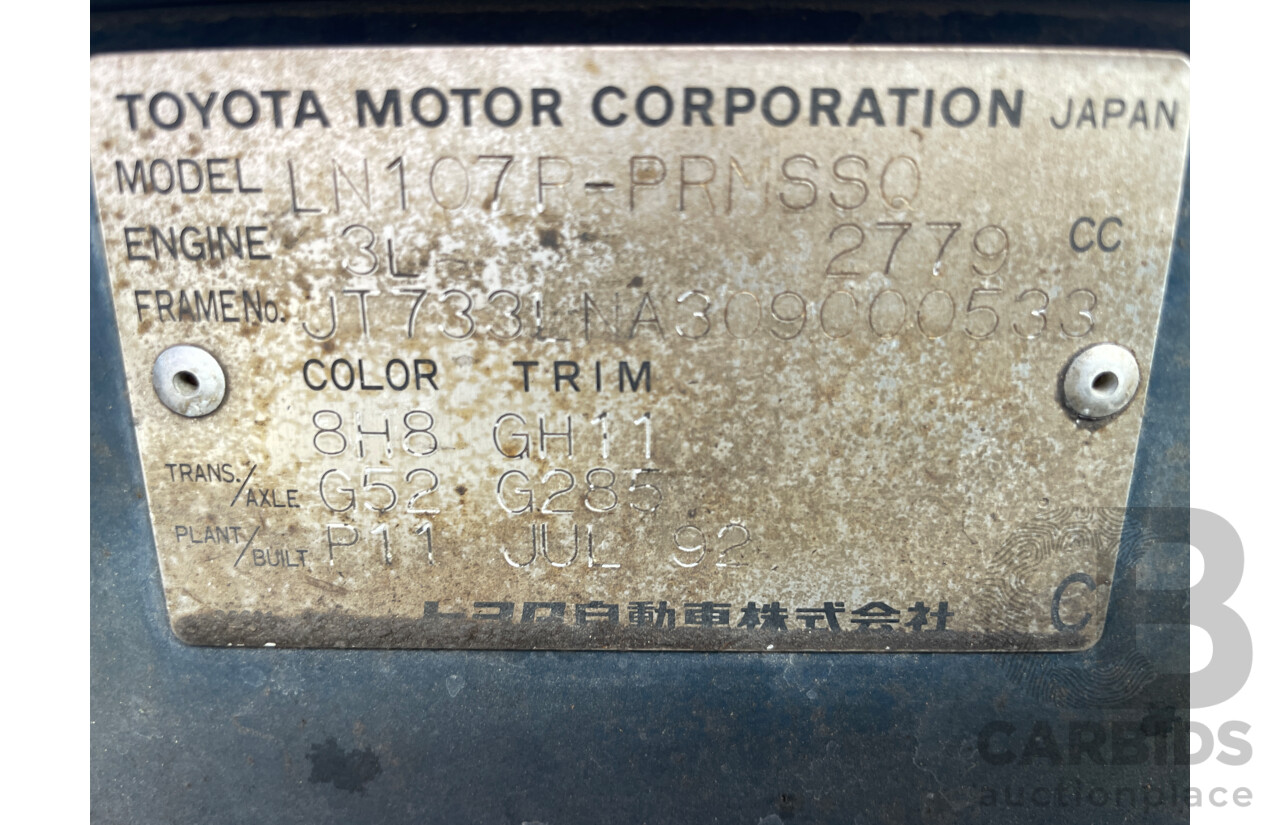 TOYOTA MOTOR CORPORATION JAPAN
MODEL LN107R-PRMSSQ
ENGINE 3L 2779 CC
FRAME No. JT733LNA309000533
COLOR TRIM
8H8 GH11
TRANS./AXLE G52 G285
PLANT/BUILT P11 JUL 92
トヨタ自動車株式会社 C
B
CARBIDS
auctionplace